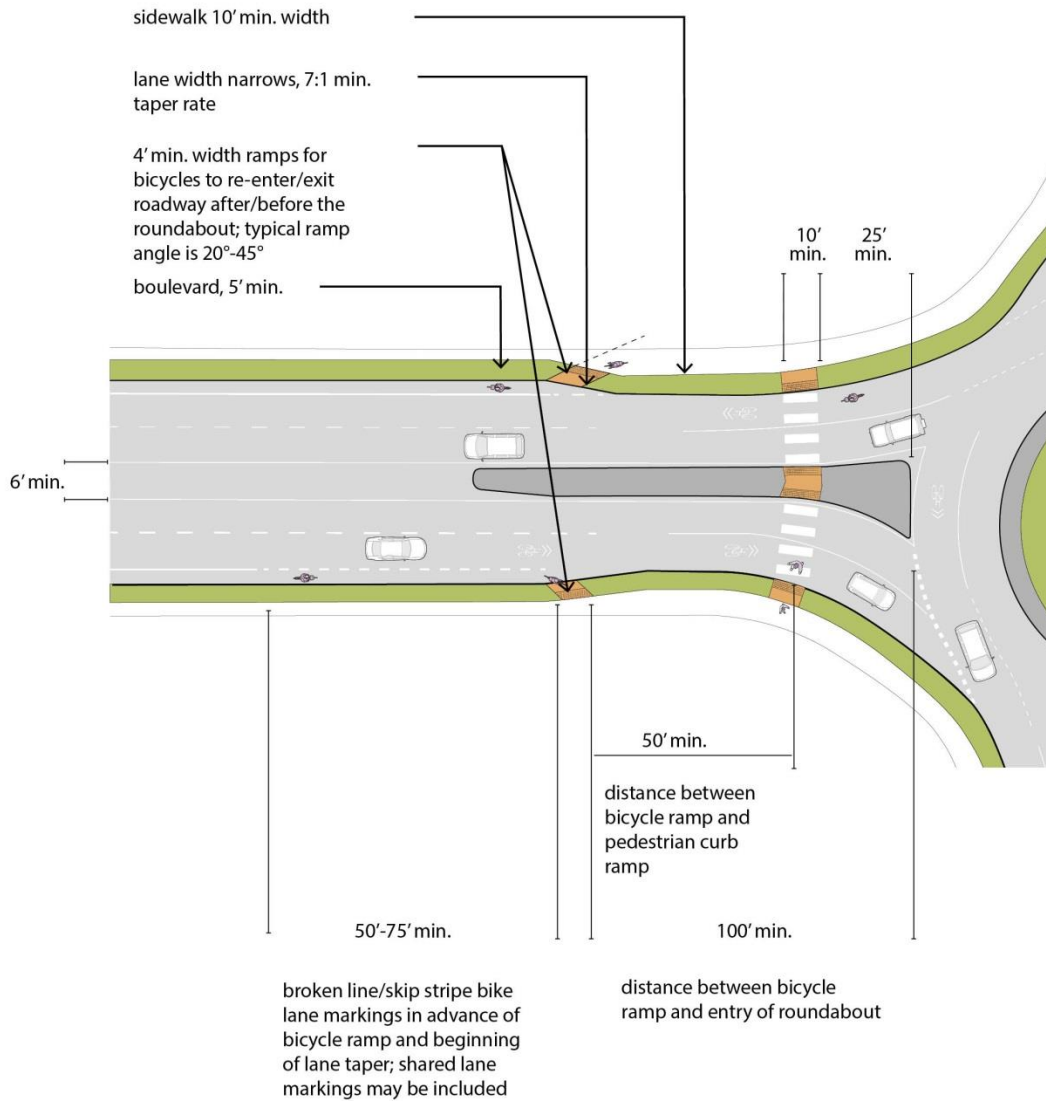 sidewalk 10’ min. width
lane width narrows, 7:1 min.
taper rate
4’ min. width ramps for
bicycles to re-enter/exit
roadway after/before the
roundabout; typical ramp
angle is 20°-45°
boulevard, 5’ min.
10’
min.
25’
min.
6’ min.
50’ min.
distance between
bicycle ramp and
pedestrian curb
ramp
50’-75’ min.
100’ min.
broken line/skip stripe bike
lane markings in advance of
bicycle ramp and beginning
of lane taper; shared lane
markings may be included
distance between bicycle
ramp and entry of roundabout